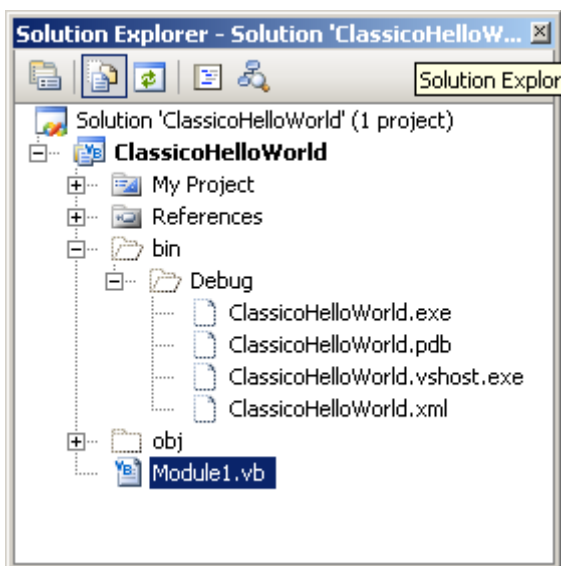 Solution Explorer - Solution 'ClassicoHelloW...
Solution Explor
Solution 'ClassicoHelloWorld' (1 project)
ClassicoHelloWorld
My Project
References
bin
Debug
ClassicoHelloWorld.exe
ClassicoHelloWorld.pdb
ClassicoHelloWorld.vshost.exe
ClassicoHelloWorld.xml
obj
Module1.vb